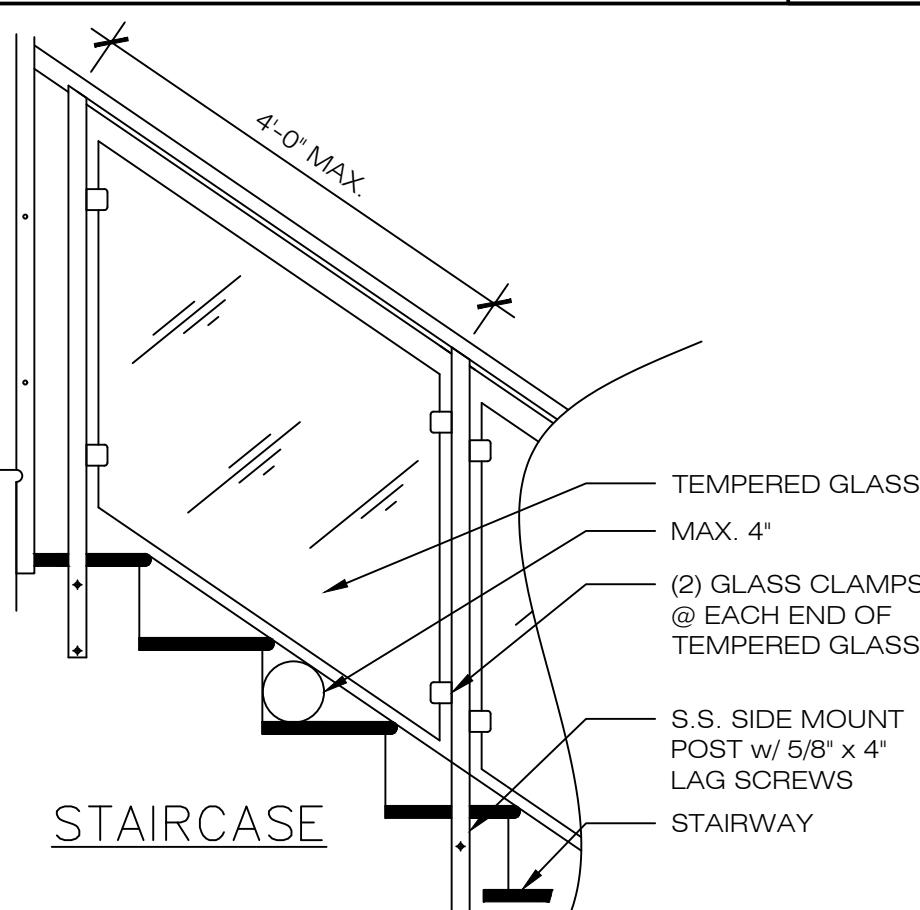 4'-0" MAX.
TEMPERED GLASS
MAX. 4"
(2) GLASS CLAMPS
@ EACH END OF
TEMPERED GLASS
S.S. SIDE MOUNT
POST w/ 5/8" x 4"
LAG SCREWS
STAIRWAY
STAIRCASE